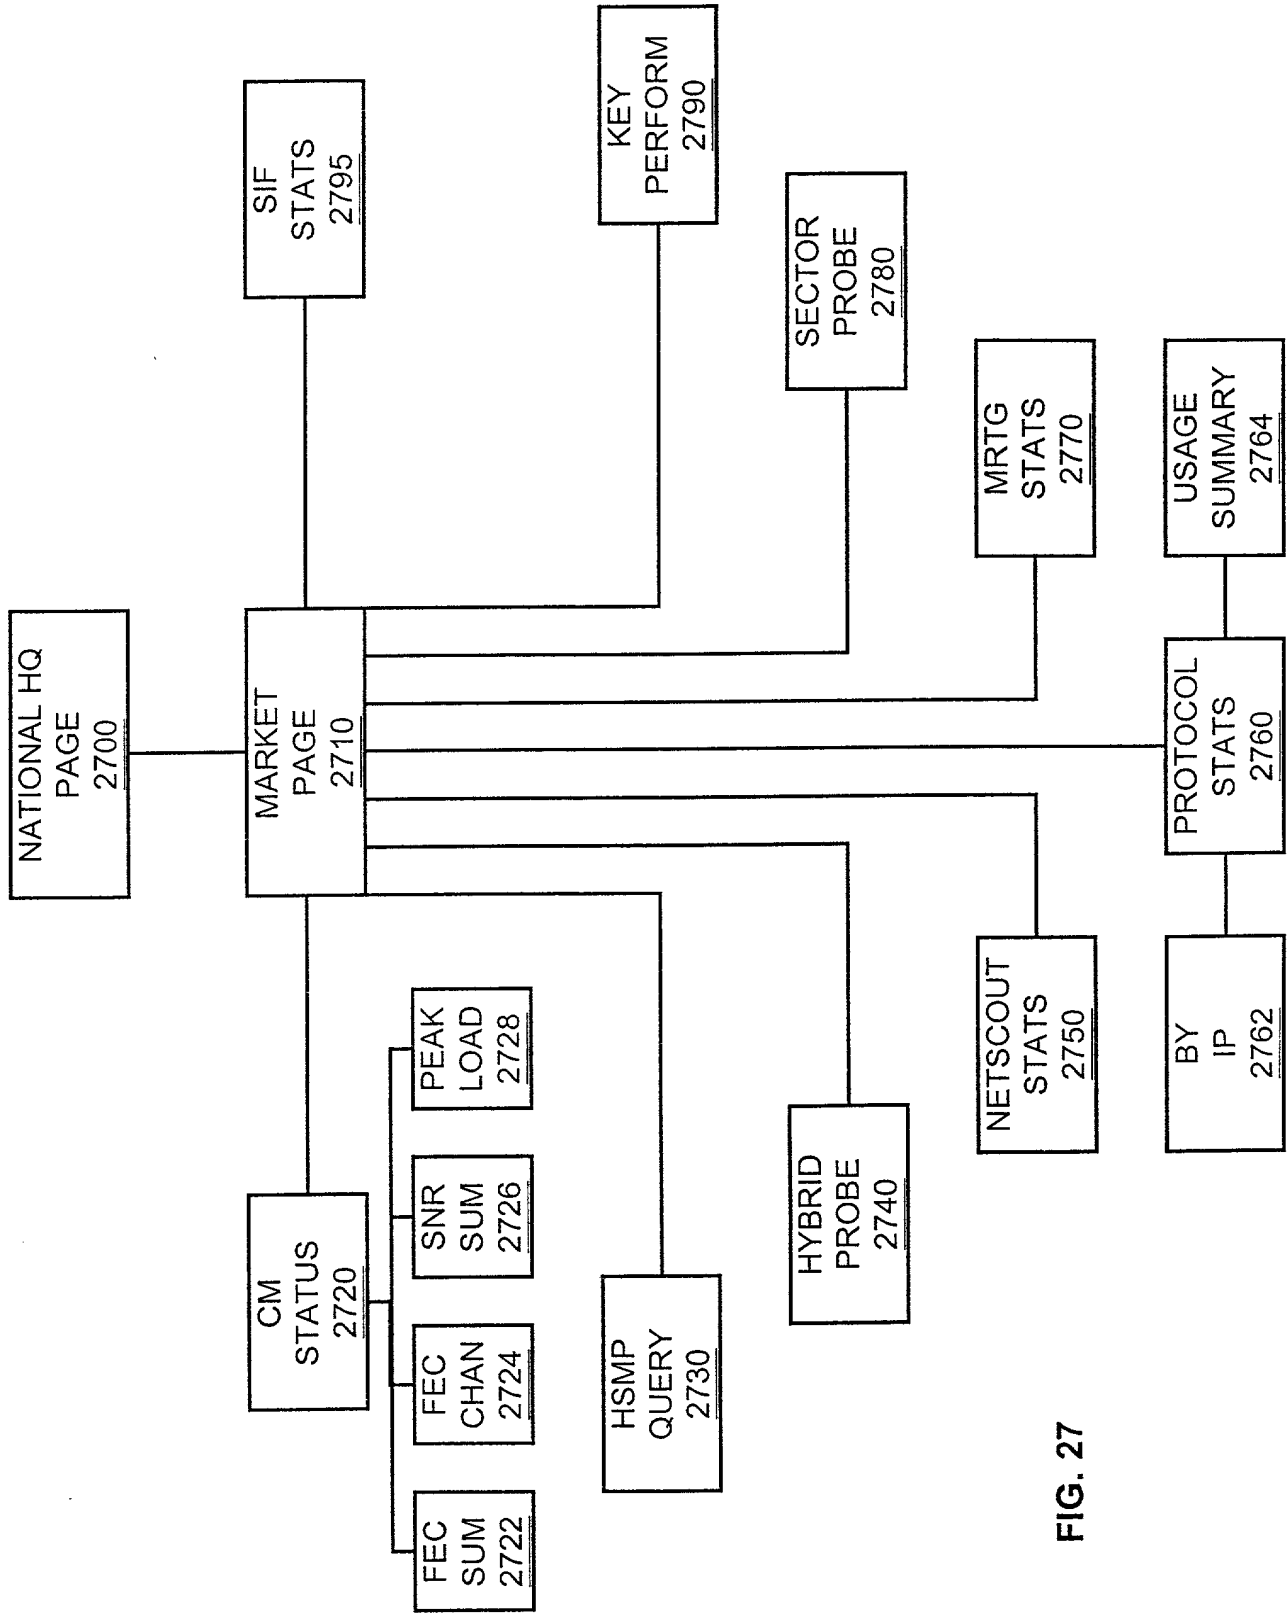 NATIONAL HQ
PAGE
2700
MARKET
PAGE
2710
CM
STATUS
2720
SIF
STATS
2795
FEC
SUM
2722
FEC
CHAN
2724
SNR
SUM
2726
PEAK
LOAD
2728
HSMP
QUERY
2730
KEY
PERFORM
2790
HYBRID
PROBE
2740
SECTOR
PROBE
2780
NETSCOUT
STATS
2750
MRTG
STATS
2770
BY
IP
2762
PROTOCOL
STATS
2760
USAGE
SUMMARY
2764
FIG. 27